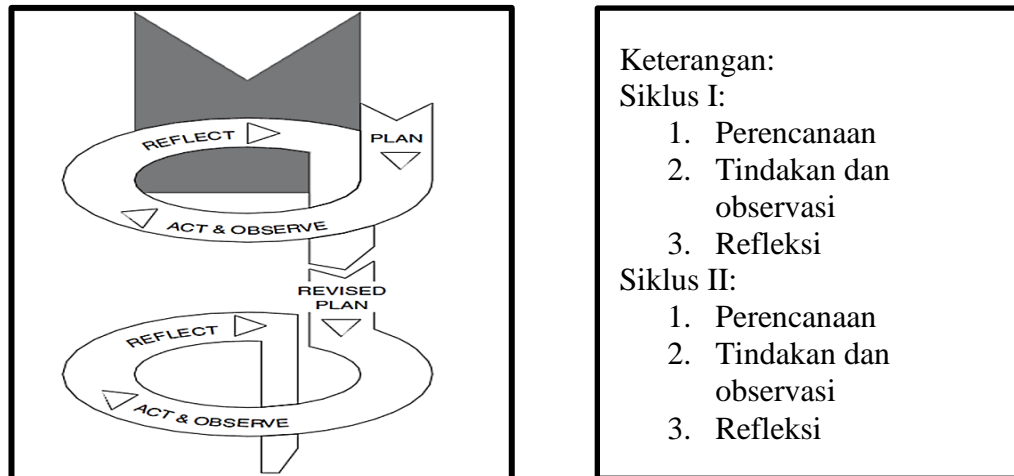 REFLECT
PLAN
ACT & OBSERVE
REVISED
PLAN
REFLECT
ACT & OBSERVE
Keterangan:
Siklus I:
1. Perencanaan
2. Tindakan dan
observasi
3. Refleksi
Siklus II:
1. Perencanaan
2. Tindakan dan
observasi
3. Refleksi